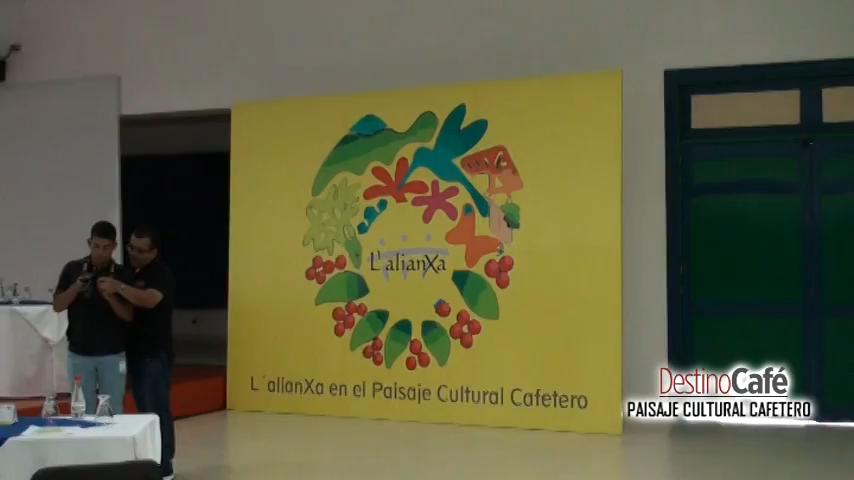 L'alianXa
L´alianXa en el Paisaje Cultural Cafetero
DestinoCafé
PAISAJE CULTURAL CAFETERO